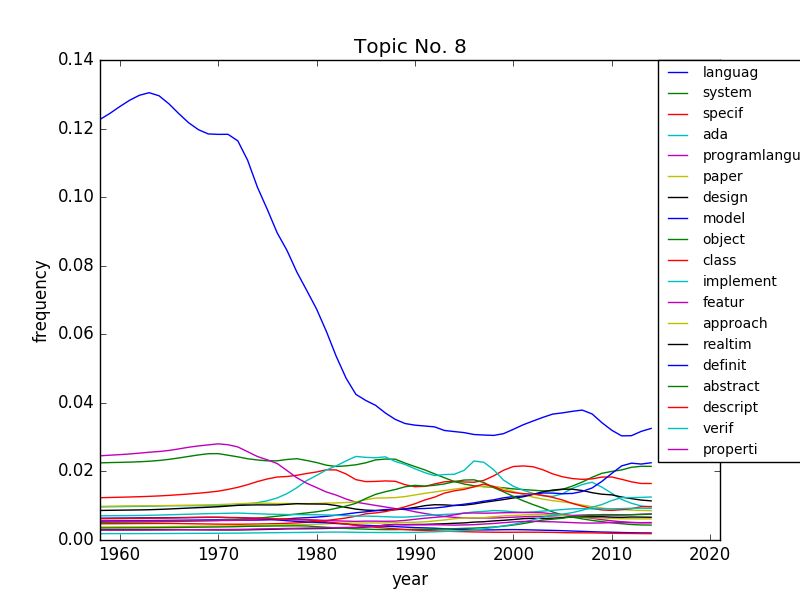 Topic No. 8
0.14
0.12
0.10
0.08
0.06
0.04
0.02
0.00
frequency
1960
1970
1980
1990
2000
2010
2020
year
languag
system
specif
ada
programlangu
paper
design
model
object
class
implement
featur
approach
realtim
definit
abstract
descript
verif
properti